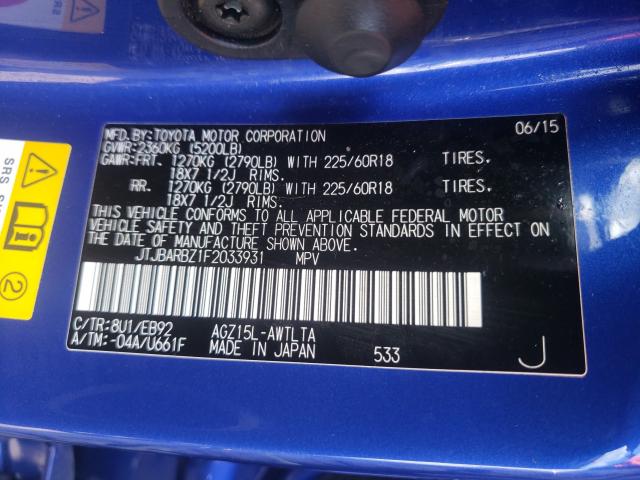 MFD.BY:TOYOTA MOTOR CORPORATION 06/15
GVWR:2360KG (5200LB)
GAWR:FRT. 1270KG (2790LB) WITH 225/60R18 TIRES.
18X7 1/2J RIMS.
RR. 1270KG (2790LB) WITH 225/60R18 TIRES.
18X7 1/2J RIMS.
THIS VEHICLE CONFORMS TO ALL APPLICABLE FEDERAL MOTOR
VEHICLE SAFETY AND THEFT PREVENTION STANDARDS IN EFFECT ON
THE DATE OF MANUFACTURE SHOWN ABOVE.
JTJBARBZ1F2033931 MPV
C/TR:8U1/EB92 AGZ15L-AWTLTA
A/TM:-04A/U661F MADE IN JAPAN 533 J
SRS
2